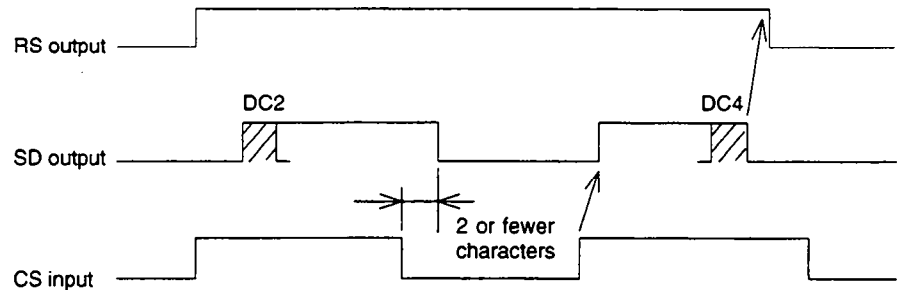 RS output
DC2
DC4
SD output
2 or fewer
characters
CS input